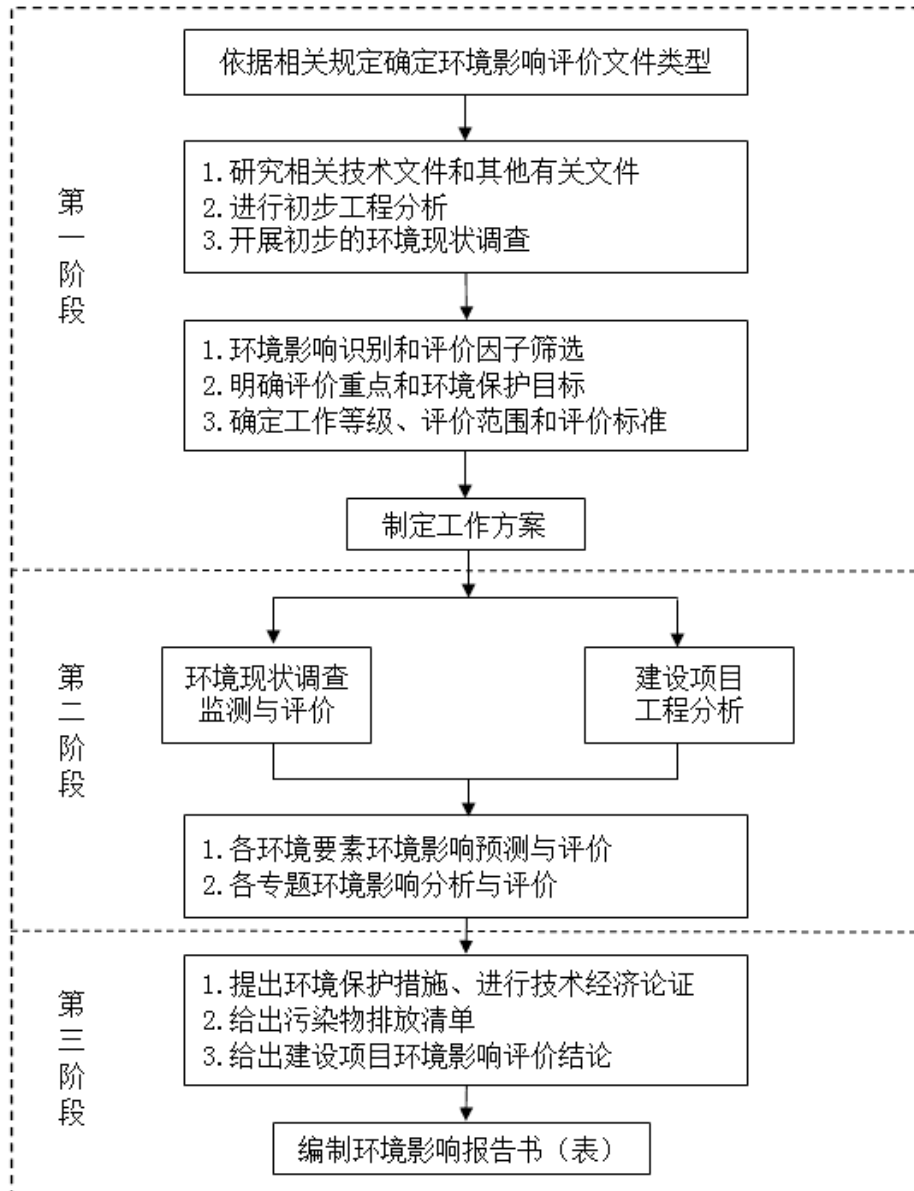 依据相关规定确定环境影响评价文件类型
第一阶段
1.研究相关技术文件和其他有关文件
2.进行初步工程分析
3.开展初步的环境现状调查
1.环境影响识别和评价因子筛选
2.明确评价重点和环境保护目标
3.确定工作等级、评价范围和评价标准
制定工作方案
第二阶段
环境现状调查
监测与评价
建设项目
工程分析
1.各环境要素环境影响预测与评价
2.各专题环境影响分析与评价
第三阶段
1.提出环境保护措施、进行技术经济论证
2.给出污染物排放清单
3.给出建设项目环境影响评价结论
编制环境影响报告书（表）